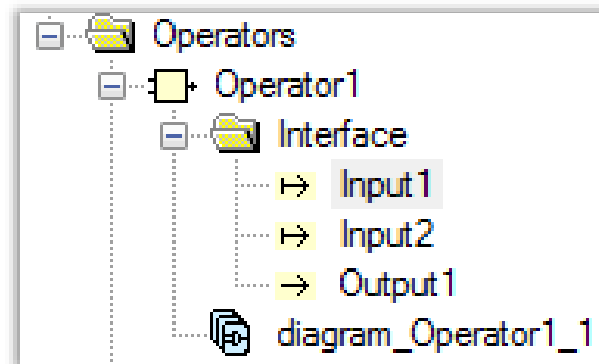 Operators
Operator1
Interface
Input1
Input2
Output1
diagram_Operator1_1